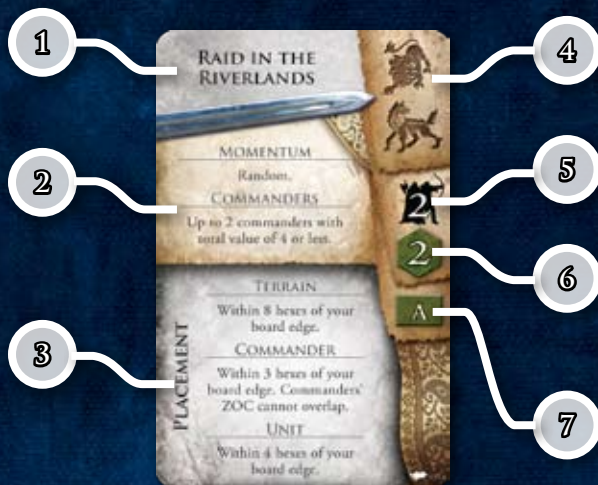 1
RAID IN THE
RIVERLANDS
4
2
MOMENTUM
Random.
COMMANDERS
Up to 2 commanders with
total value of 4 or less.
2
5
2
6
A
7
3
PLACEMENT
TERRAIN
Within 8 hexes of your
board edge.
COMMANDER
Within 3 hexes of your
board edge. Commanders'
ZOC cannot overlap.
UNIT
Within 4 hexes of your
board edge.